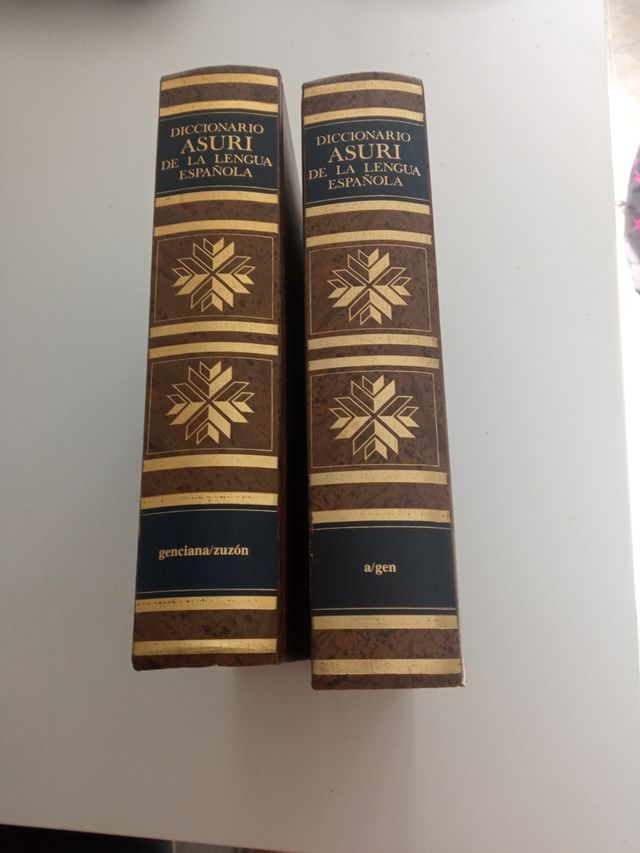 DICCIONARIO
ASURI
DE LA LENGUA
ESPAÑOLA
genciana/zuzón
DICCIONARIO
ASURI
DE LA LENGUA
ESPAÑOLA
a/gen